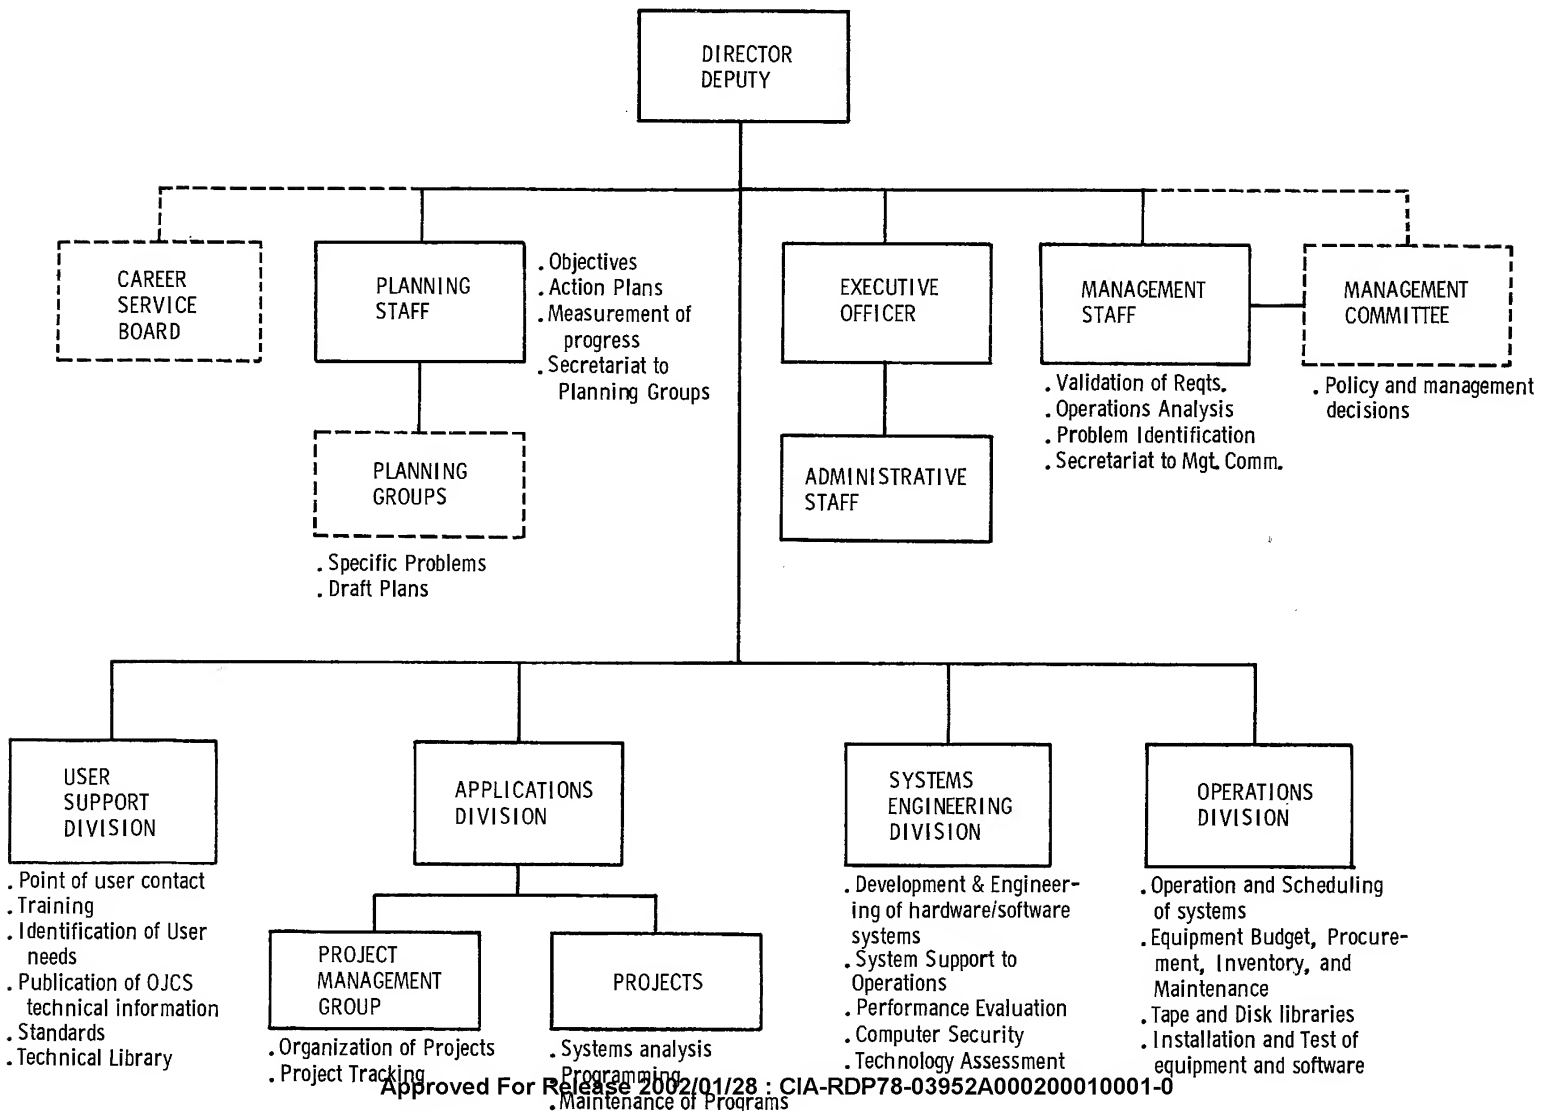 DIRECTOR
DEPUTY
CAREER
SERVICE
BOARD
PLANNING
STAFF
. Objectives
. Action Plans
. Measurement of
progress
. Secretariat to
Planning Groups
EXECUTIVE
OFFICER
MANAGEMENT
STAFF
MANAGEMENT
COMMITTEE
. Validation of Reqts.
. Operations Analysis
. Problem Identification
. Secretariat to Mgt. Comm.
. Policy and management
decisions
PLANNING
GROUPS
. Specific Problems
. Draft Plans
ADMINISTRATIVE
STAFF
USER
SUPPORT
DIVISION
. Point of user contact
. Training
. Identification of User
needs
. Publication of OJCS
technical information
. Standards
. Technical Library
APPLICATIONS
DIVISION
PROJECT
MANAGEMENT
GROUP
. Organization of Projects
. Project Tracking
PROJECTS
. Systems analysis
. Programming
. Maintenance of Programs
SYSTEMS
ENGINEERING
DIVISION
. Development & Engineer-
ing of hardware/software
systems
. System Support to
Operations
. Performance Evaluation
. Computer Security
. Technology Assessment
OPERATIONS
DIVISION
. Operation and Scheduling
of systems
. Equipment Budget, Procure-
ment, Inventory, and
Maintenance
. Tape and Disk libraries
. Installation and Test of
equipment and software
Approved For Release 2002/01/28 : CIA-RDP78-03952A000200010001-0